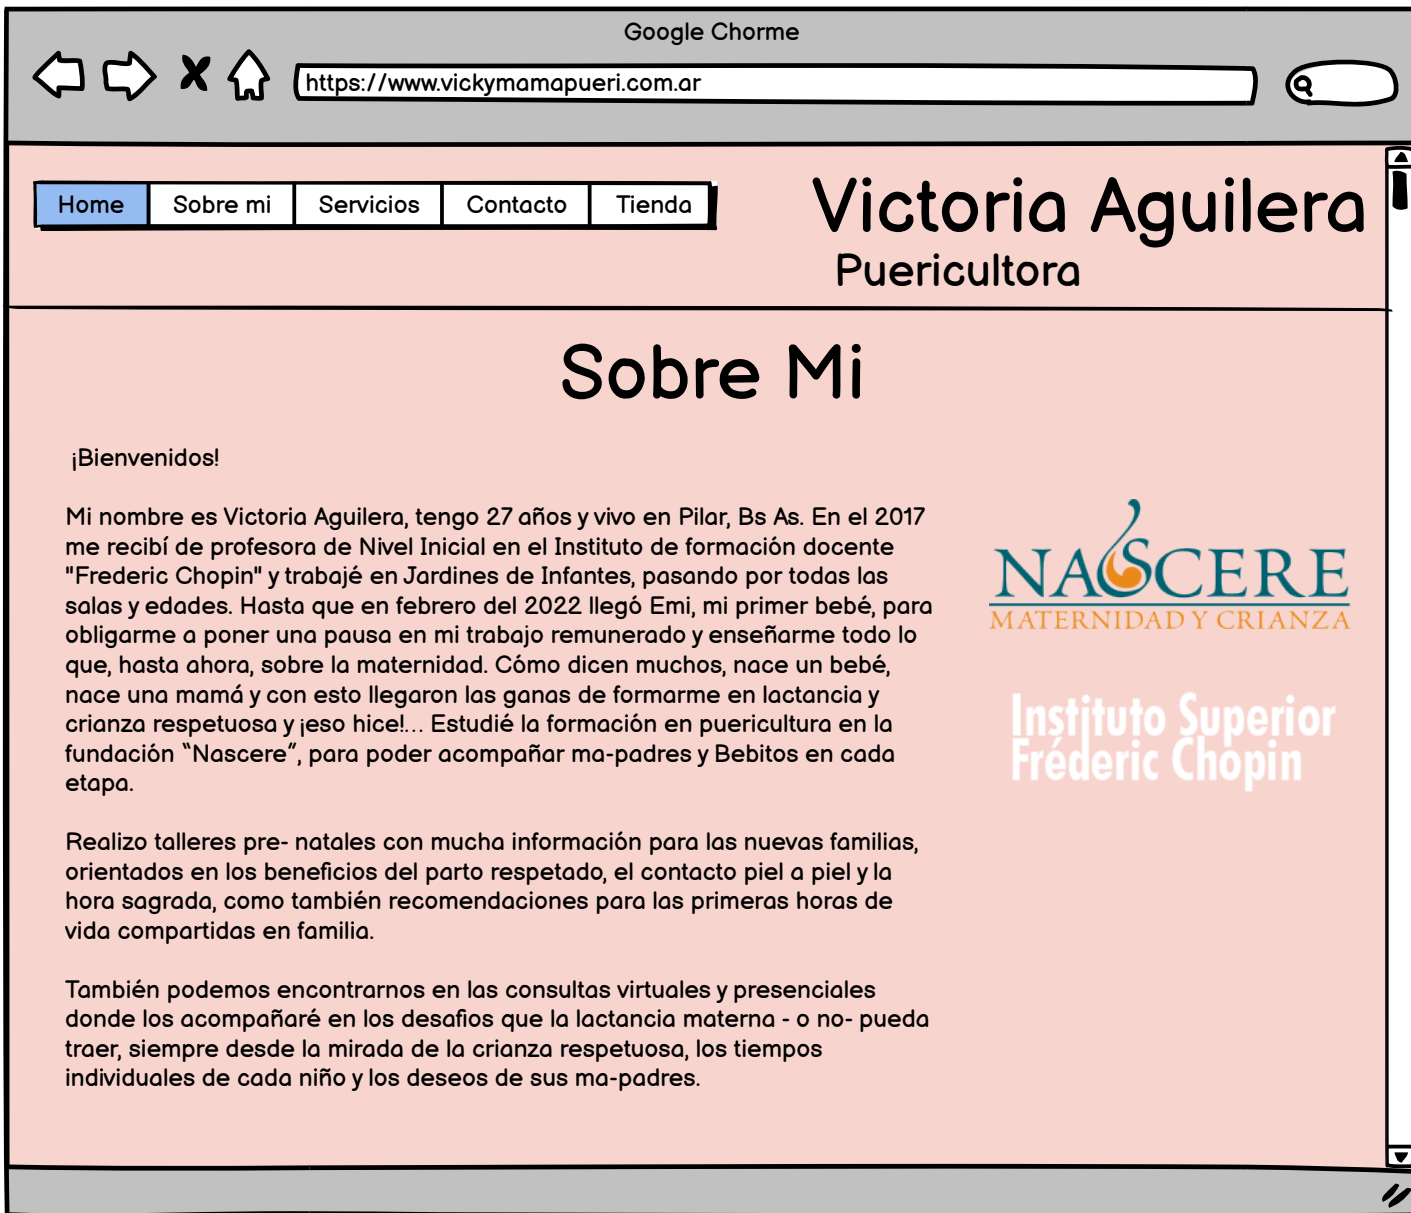 Google Chorme
https://www.vickymamapueri.com.ar
Home Sobre mi Servicios Contacto Tienda
Victoria Aguilera
Puericultora
Sobre Mi
¡Bienvenidos!
Mi nombre es Victoria Aguilera, tengo 27 años y vivo en Pilar, Bs As. En el 2017
me recibí de profesora de Nivel Inicial en el Instituto de formación docente
"Frederic Chopin" y trabajé en Jardines de Infantes, pasando por todas las
salas y edades. Hasta que en febrero del 2022 llegó Emi, mi primer bebé, para
obligarme a poner una pausa en mi trabajo remunerado y enseñarme todo lo
que, hasta ahora, sobre la maternidad. Cómo dicen muchos, nace un bebé,
nace una mamá y con esto llegaron las ganas de formarme en lactancia y
crianza respetuosa y ¡eso hice!… Estudié la formación en puericultura en la
fundación “Nascere”, para poder acompañar ma-padres y Bebitos en cada
etapa.
Realizo talleres pre- natales con mucha información para las nuevas familias,
orientados en los beneficios del parto respetado, el contacto piel a piel y la
hora sagrada, como también recomendaciones para las primeras horas de
vida compartidas en familia.
También podemos encontrarnos en las consultas virtuales y presenciales
donde los acompañaré en los desafios que la lactancia materna - o no- pueda
traer, siempre desde la mirada de la crianza respetuosa, los tiempos
individuales de cada niño y los deseos de sus ma-padres.
NASCERE
MATERNIDAD Y CRIANZA
Instituto Superior
Fréderic Chopin